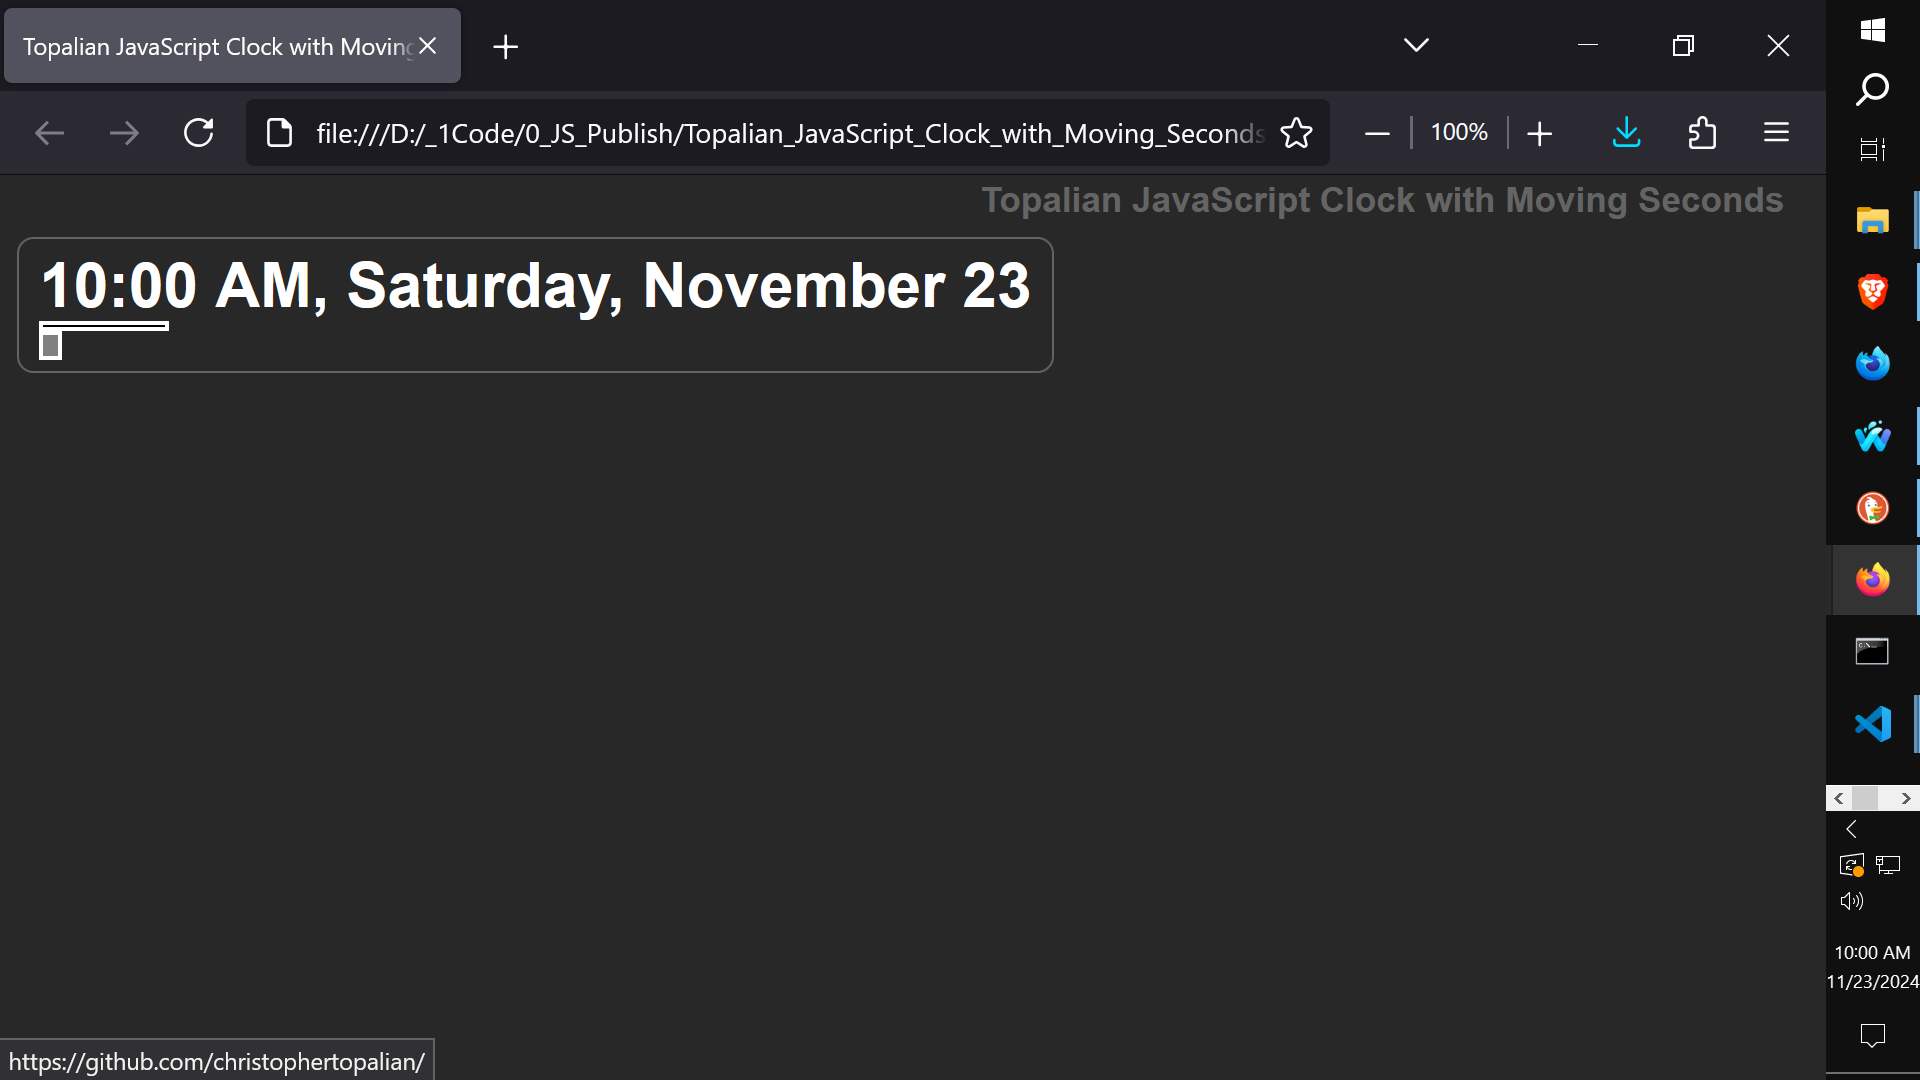 Topalian JavaScript Clock with Moving
file:///D:/_1Code/0_JS_Publish/Topalian_JavaScript_Clock_with_Moving_Seconds
100%
Topalian JavaScript Clock with Moving Seconds
10:00 AM, Saturday, November 23
10:00 AM
11/23/2024
https://github.com/christophertopalian/